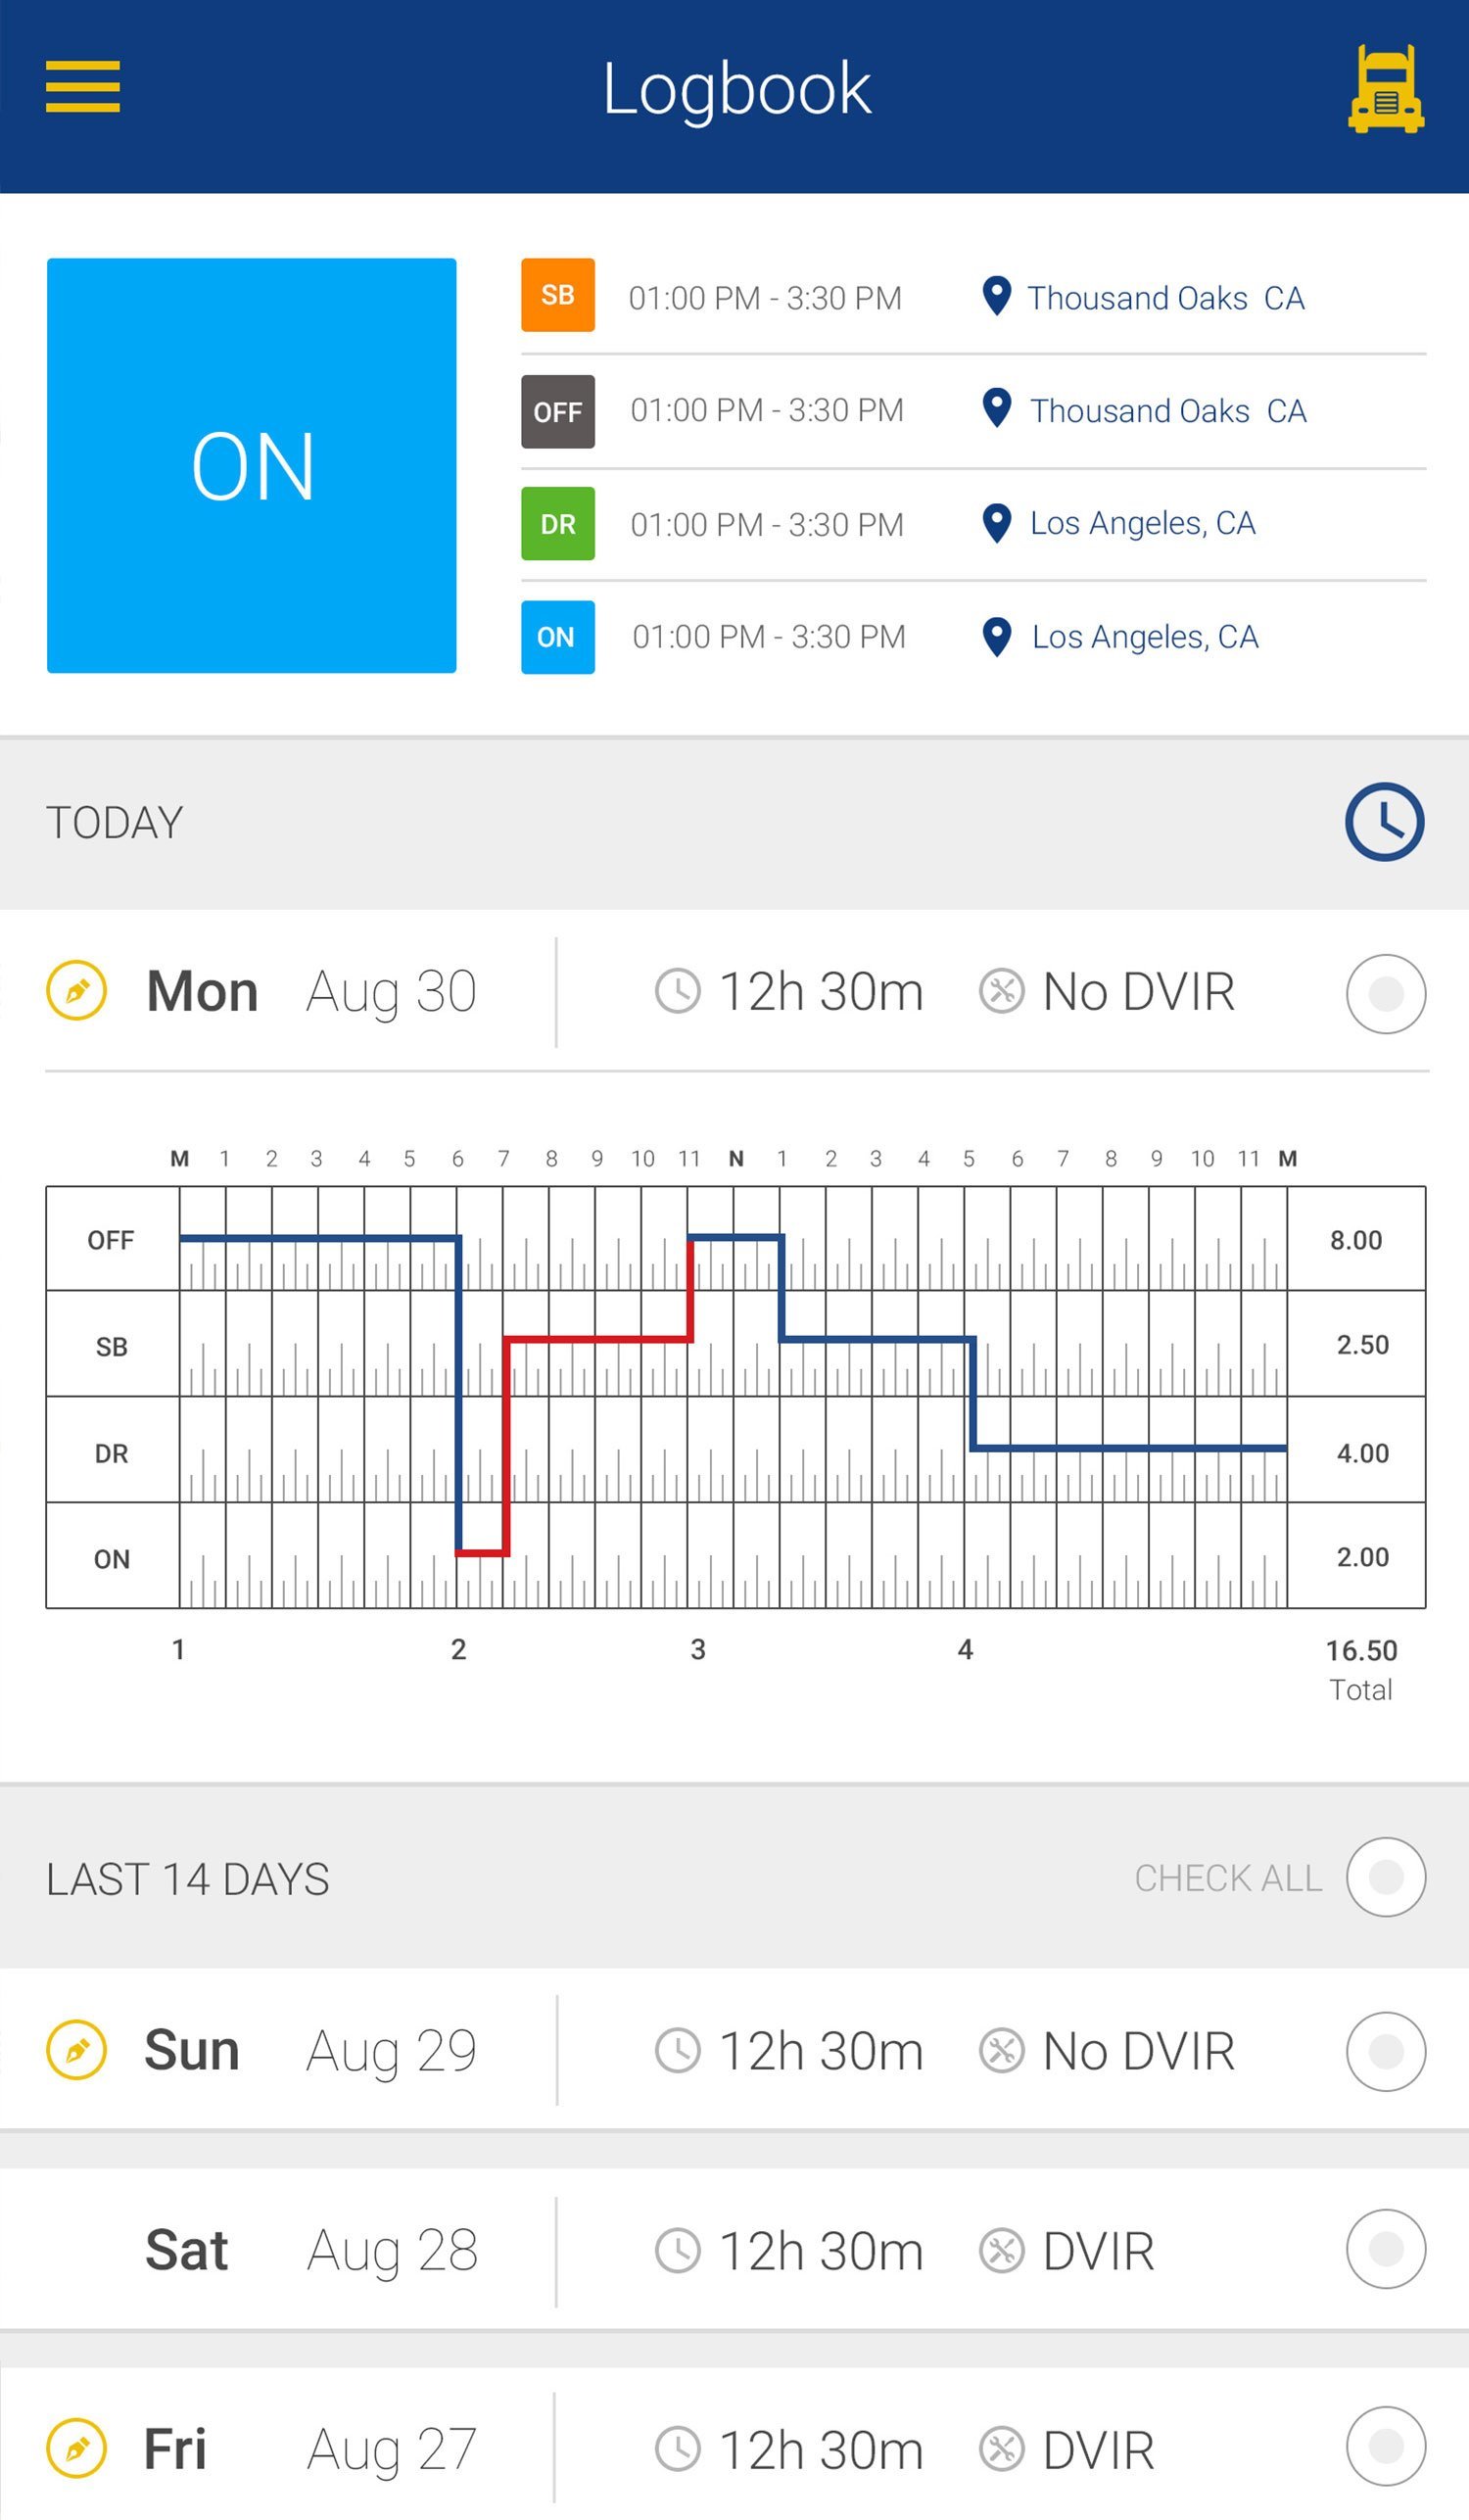 Logbook
ON
SB 01:00 PM - 3:30 PM Thousand Oaks CA
OFF 01:00 PM - 3:30 PM Thousand Oaks CA
DR 01:00 PM - 3:30 PM Los Angeles, CA
ON 01:00 PM - 3:30 PM Los Angeles, CA
TODAY
Mon Aug 30 12h 30m No DVIR
M 1 2 3 4 5 6 7 8 9 10 11 N 1 2 3 4 5 6 7 8 9 10 11 M
OFF 8.00
SB 2.50
DR 4.00
ON 2.00
1 2 3 4 16.50
Total
LAST 14 DAYS CHECK ALL
Sun Aug 29 12h 30m No DVIR
Sat Aug 28 12h 30m DVIR
Fri Aug 27 12h 30m DVIR